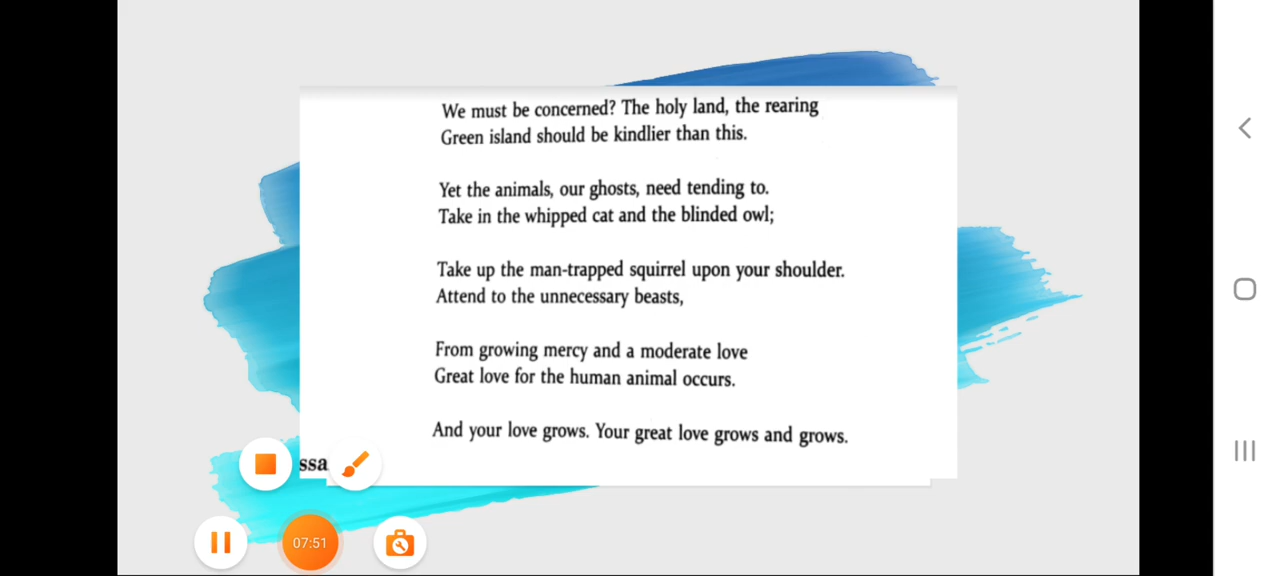 We must be concerned? The holy land, the rearing
Green island should be kindlier than this.
Yet the animals, our ghosts, need tending to.
Take in the whipped cat and the blinded owl;
Take up the man-trapped squirrel upon your shoulder.
Attend to the unnecessary beasts,
From growing mercy and a moderate love
Great love for the human animal occurs.
And your love grows. Your great love grows and grows.
ssa
07:51